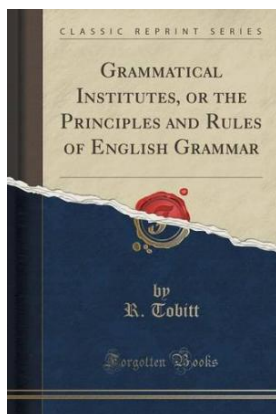 CLASSIC REPRINT SERIES
GRAMMATICAL
INSTITUTES, OR THE
PRINCIPLES AND RULES
OF ENGLISH GRAMMAR
by
R. Tobitt
Forgotten Books